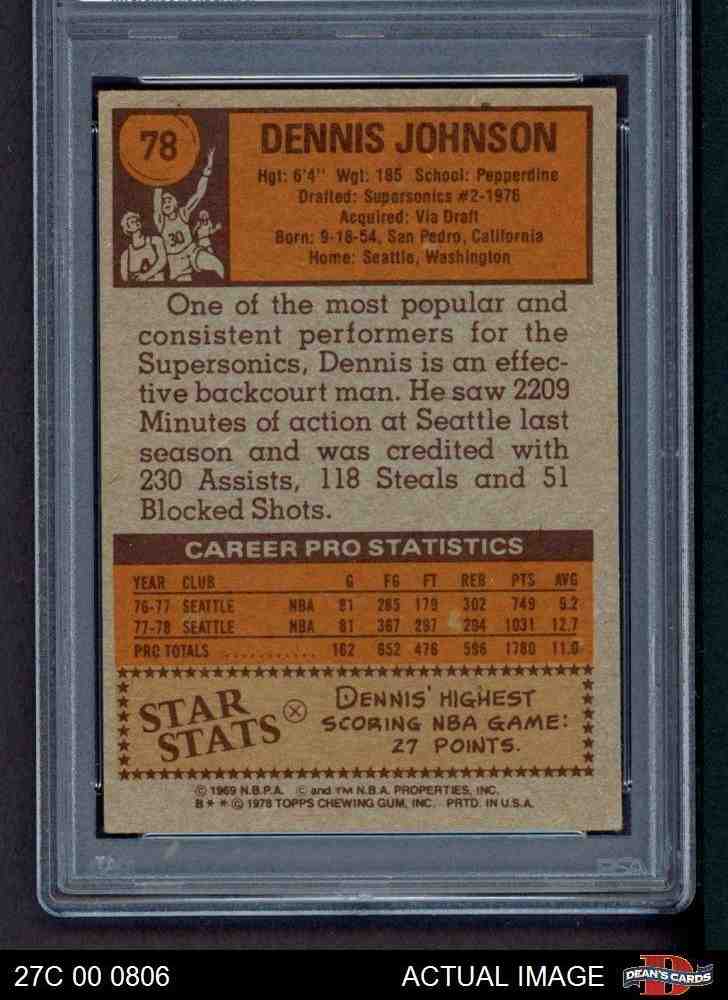 78
DENNIS JOHNSON
Hgt: 6'4" Wgt: 185 School: Pepperdine
Drafted: Supersonics #2-1976
Acquired: Via Draft
Born: 9-18-54, San Pedro, California
Home: Seattle, Washington
30
One of the most popular and
consistent performers for the
Supersonics, Dennis is an effec-
tive backcourt man. He saw 2209
Minutes of action at Seattle last
season and was credited with
230 Assists, 118 Steals and 51
Blocked Shots.
CAREER PRO STATISTICS
YEAR CLUB G FG FT REB PTS AVG
76-77 SEATTLE NBA 81 285 179 302 749 9.2
77-78 SEATTLE NBA 81 367 297 294 1031 12.7
PRO TOTALS ............ 162 652 476 596 1780 11.0
STAR STATS
DENNIS' HIGHEST
SCORING NBA GAME:
27 POINTS.
© 1969 N.B.P.A. © and TM N.B.A. PROPERTIES, INC.
B * * © 1978 TOPPS CHEWING GUM, INC. PRTD. IN U.S.A.
PSA
27C 00 0806 ACTUAL IMAGE
DEAN'S CARDS